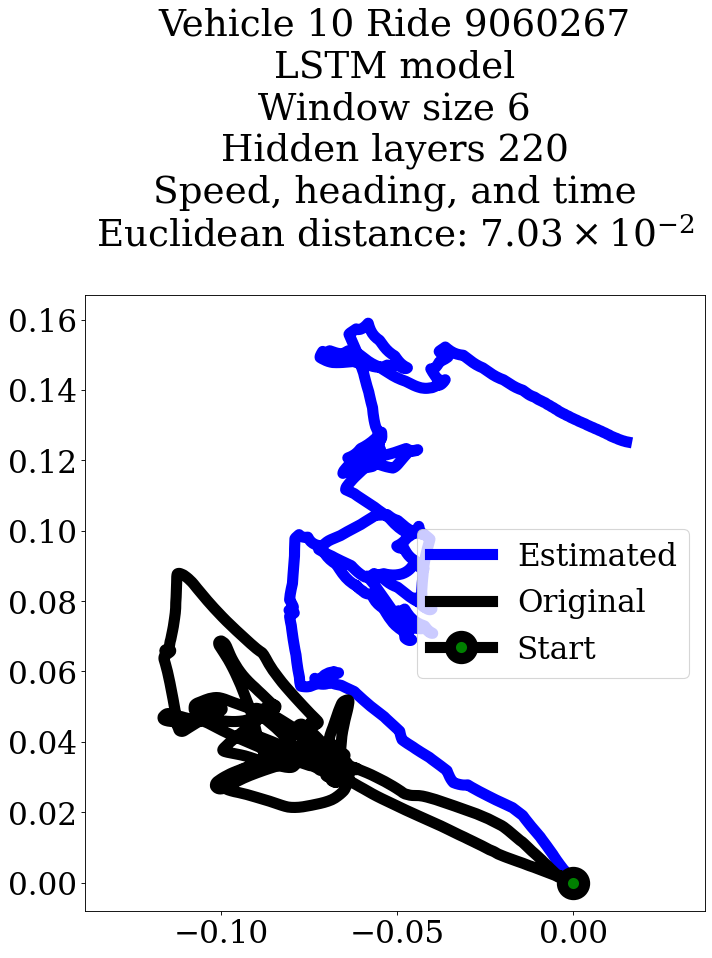 Vehicle 10 Ride 9060267
LSTM model
Window size 6
Hidden layers 220
Speed, heading, and time
Euclidean distance: 7.03 × 10⁻²
0.16
0.14
0.12
0.10
0.08
0.06
0.04
0.02
0.00
Estimated
Original
Start
−0.10
−0.05
0.00